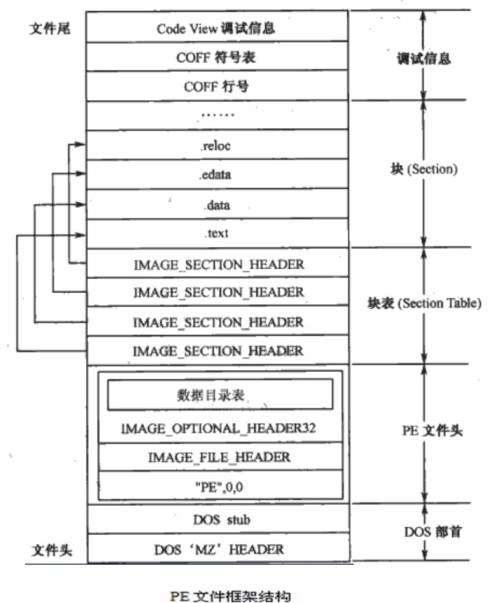 文件尾
Code View 调试信息
COFF 符号表
COFF 行号
调试信息
……
.reloc
.edata
.data
.text
块 (Section)
IMAGE_SECTION_HEADER
IMAGE_SECTION_HEADER
IMAGE_SECTION_HEADER
IMAGE_SECTION_HEADER
块表 (Section Table)
数据目录表
IMAGE_OPTIONAL_HEADER32
IMAGE_FILE_HEADER
"PE",0,0
PE 文件头
DOS stub
DOS ‘MZ’ HEADER
DOS 部首
文件头
PE 文件框架结构